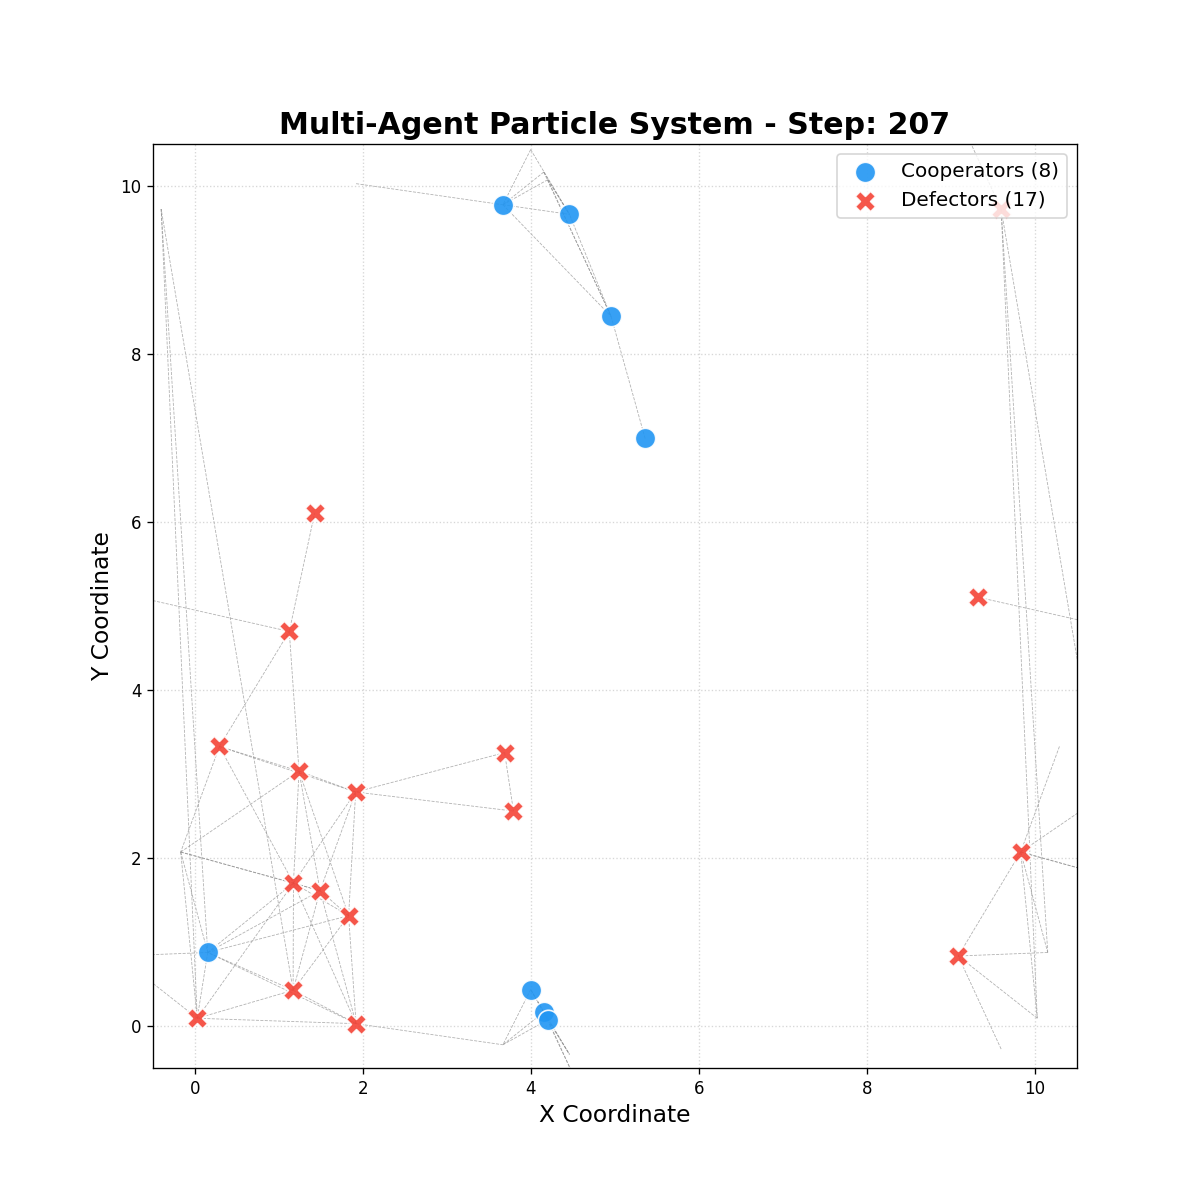 Multi-Agent Particle System - Step: 207
Cooperators (8)
Defectors (17)
Y Coordinate
10
8
6
4
2
0
0 2 4 6 8 10
X Coordinate